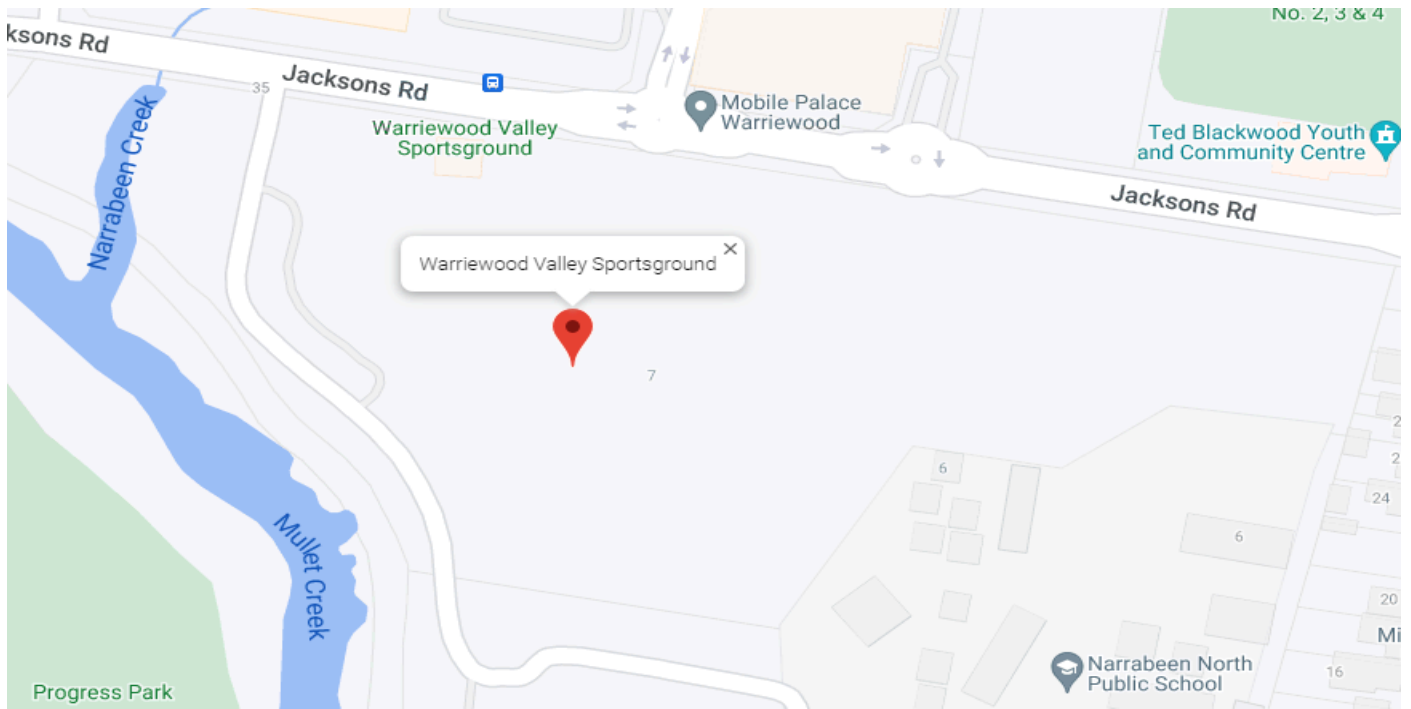 No. 2, 3 & 4
ksons Rd
35
Jacksons Rd
Mobile Palace
Warriewood
Warriewood Valley
Sportsground
Ted Blackwood Youth
and Community Centre
Narrabeen Creek
Jacksons Rd
Warriewood Valley Sportsground
7
2
2
6
24
6
Mullet Creek
20
Mi
Narrabeen North
Public School
16
Progress Park